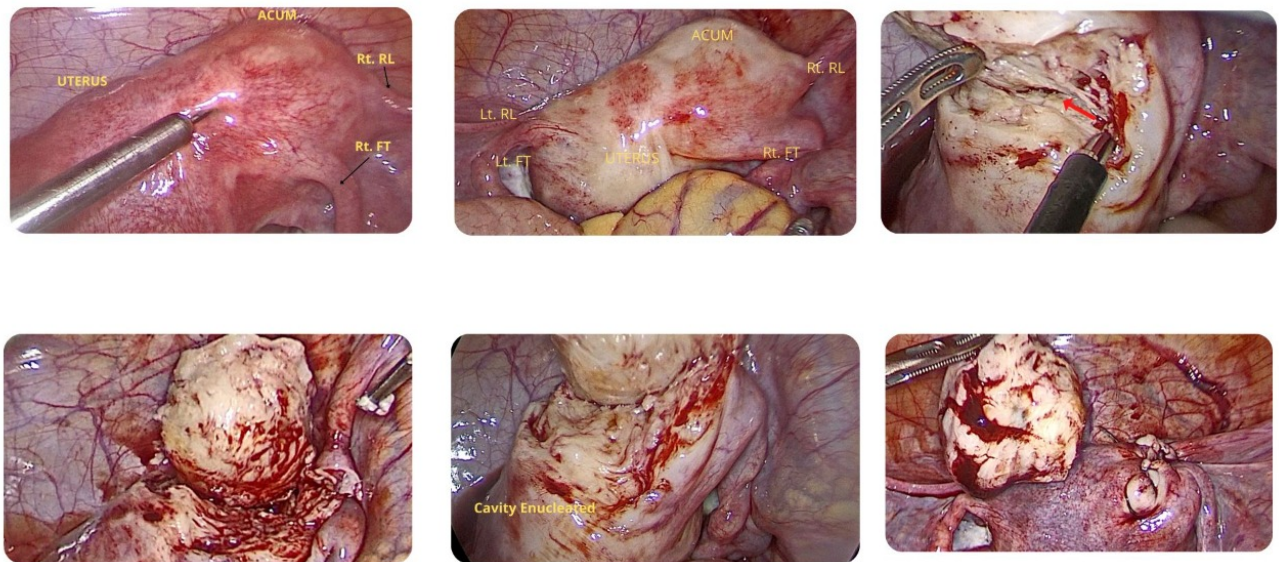 ACUM
Rt. RL
UTERUS
Rt. FT
ACUM
Rt. RL
Lt. RL
UTERUS
Rt. FT
Lt. FT
Cavity Enucleated